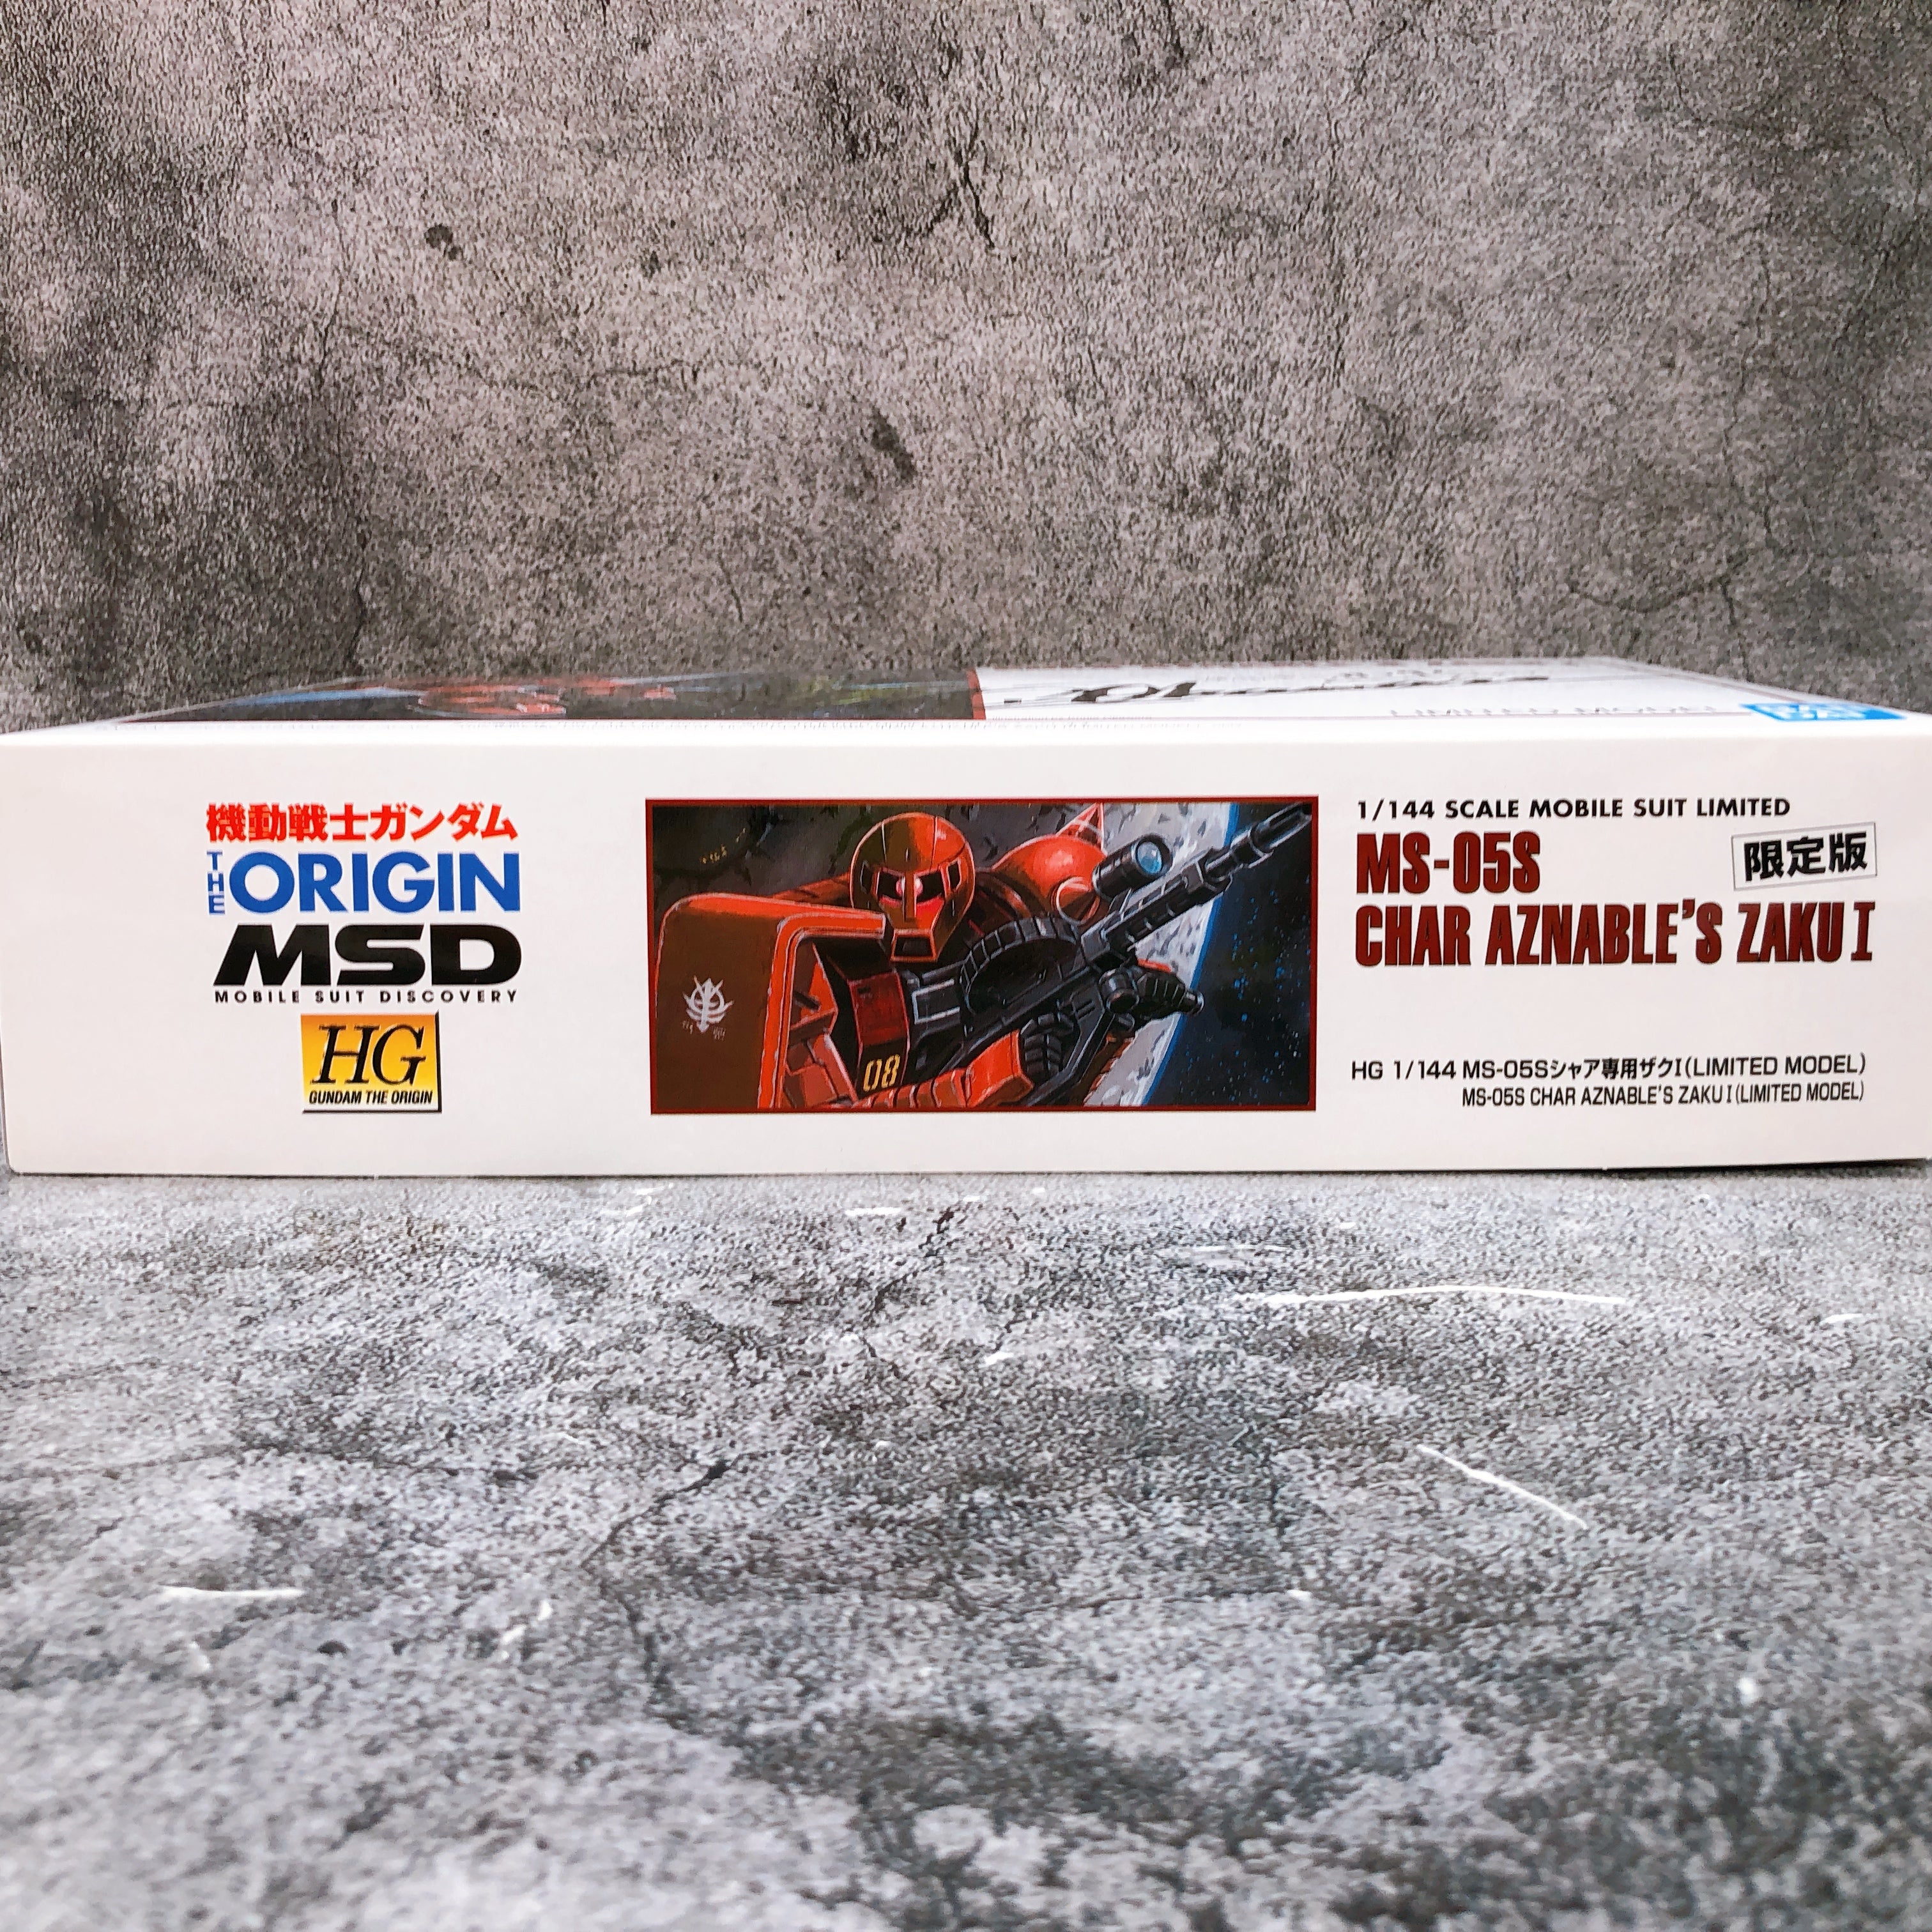 LIMITED MODEL
機動戦士ガンダム
THE ORIGIN
MSD
MOBILE SUIT DISCOVERY
HG
GUNDAM THE ORIGIN
08
1/144 SCALE MOBILE SUIT LIMITED
MS-05S
限定版
CHAR AZNABLE'S ZAKU I
HG 1/144 MS-05Sシャア専用ザクI(LIMITED MODEL)
MS-05S CHAR AZNABLE'S ZAKU I (LIMITED MODEL)